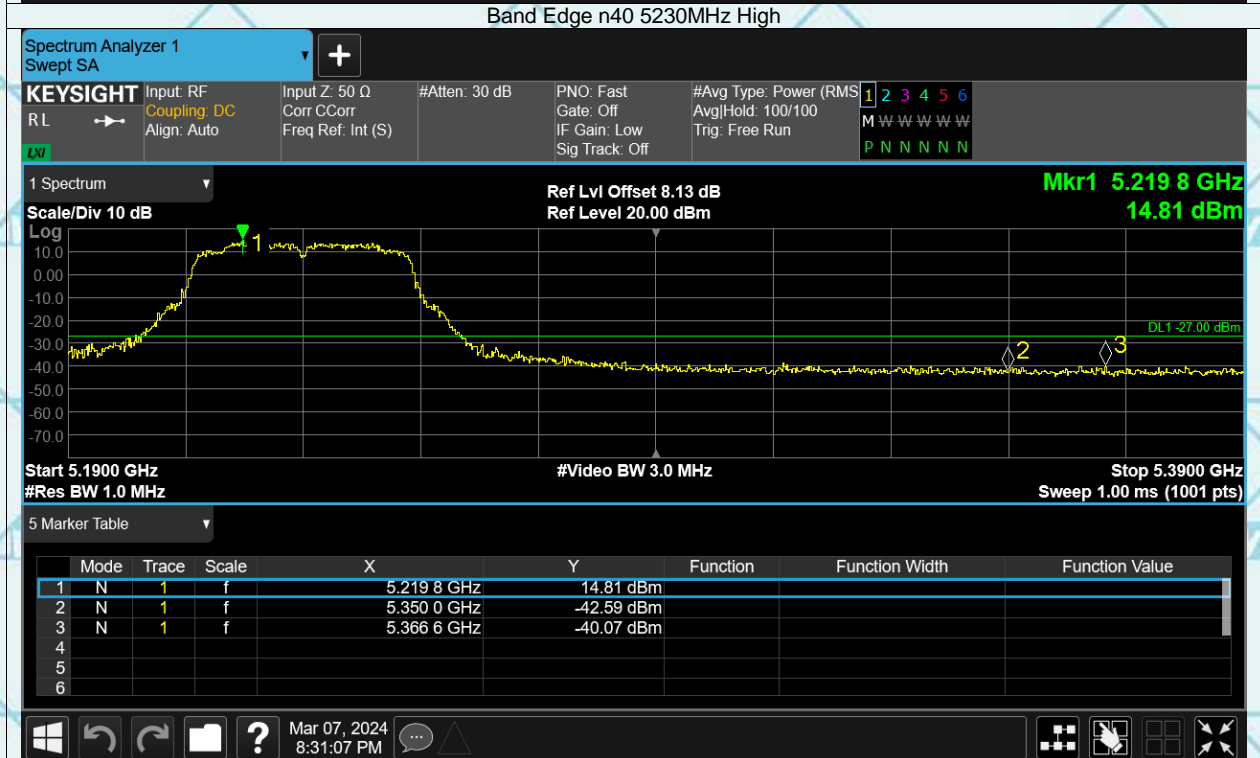 Band Edge n40 5230MHz High
Spectrum Analyzer 1
Swept SA
KEYSIGHT
R L
LXI
Input: RF
Coupling: DC
Align: Auto
Input Z: 50 Ω
Corr CCorr
Freq Ref: Int (S)
#Atten: 30 dB
PNO: Fast
Gate: Off
IF Gain: Low
Sig Track: Off
#Avg Type: Power (RMS
Avg|Hold: 100/100
Trig: Free Run
1 2 3 4 5 6
M W W W W W
P N N N N N
1 Spectrum
Scale/Div 10 dB
Ref Lvl Offset 8.13 dB
Ref Level 20.00 dBm
Mkr1 5.219 8 GHz
14.81 dBm
Log
10.0
0.00
-10.0
-20.0
-30.0
-40.0
-50.0
-60.0
-70.0
1
DL1 -27.00 dBm
2
3
Start 5.1900 GHz
#Res BW 1.0 MHz
#Video BW 3.0 MHz
Stop 5.3900 GHz
Sweep 1.00 ms (1001 pts)
5 Marker Table
Mode Trace Scale X Y Function Function Width Function Value
1 N 1 f 5.219 8 GHz 14.81 dBm
2 N 1 f 5.350 0 GHz -42.59 dBm
3 N 1 f 5.366 6 GHz -40.07 dBm
4
5
6
?
Mar 07, 2024
8:31:07 PM